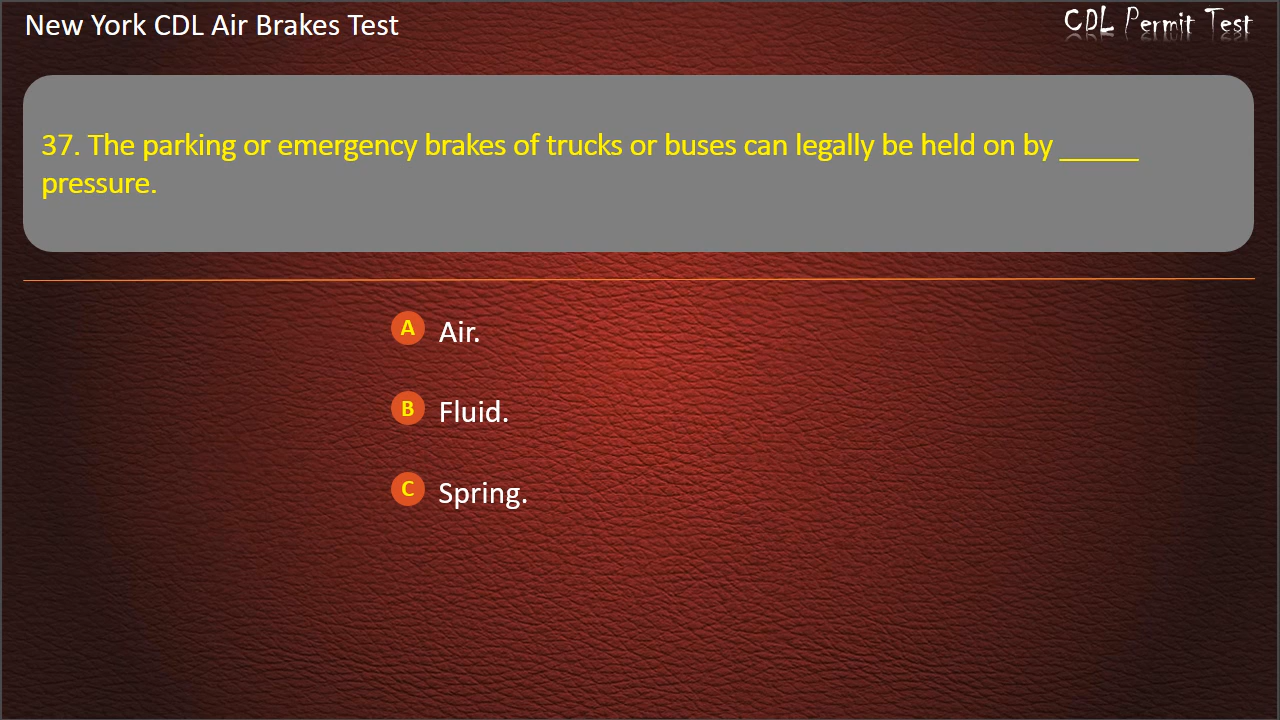 New York CDL Air Brakes Test
CDL Permit Test
37. The parking or emergency brakes of trucks or buses can legally be held on by _____
pressure.
A Air.
B Fluid.
C Spring.